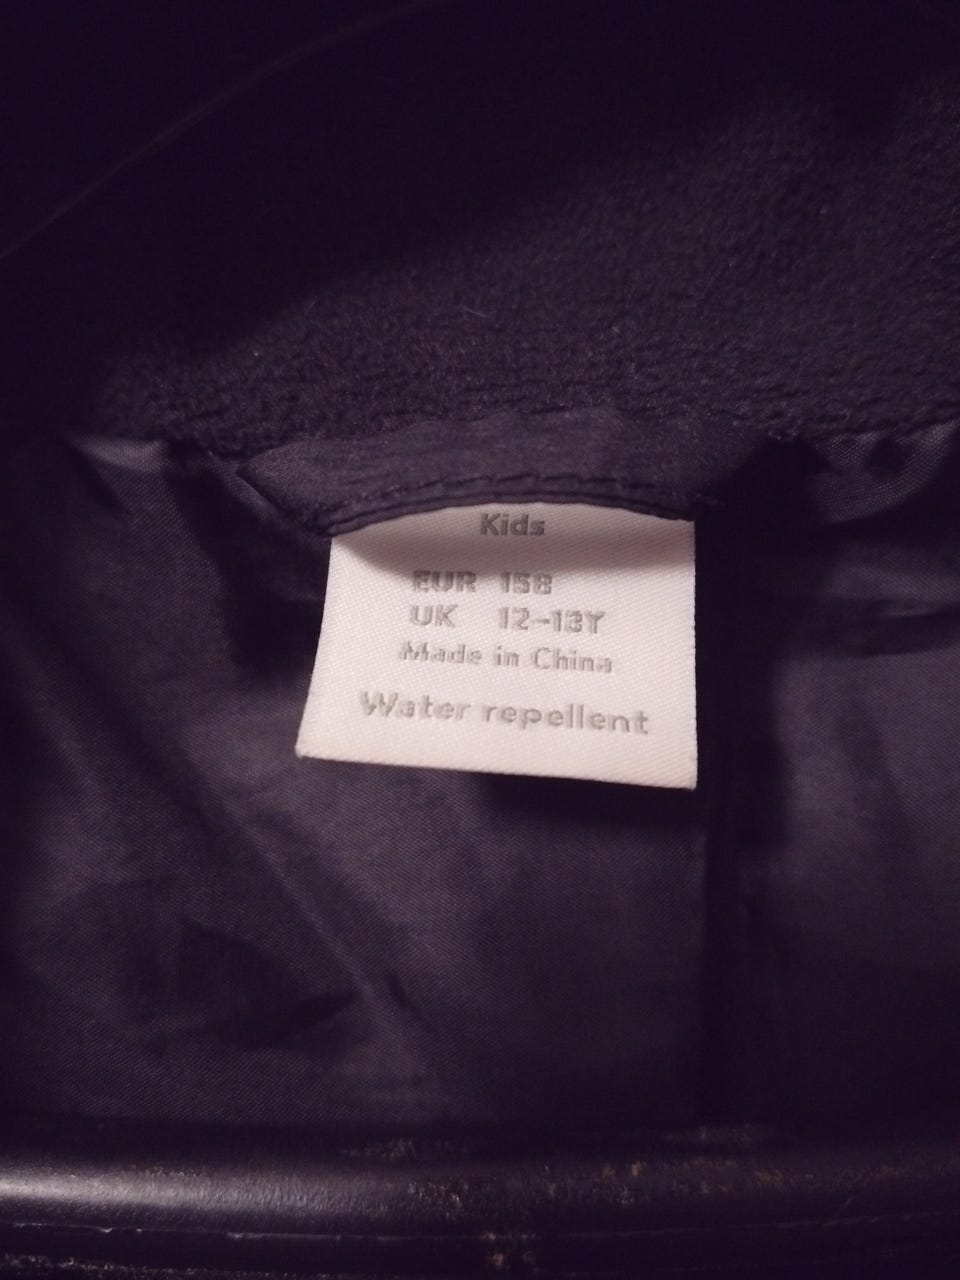 Kids
EUR 158
UK 12-13Y
Made in China
Water repellent